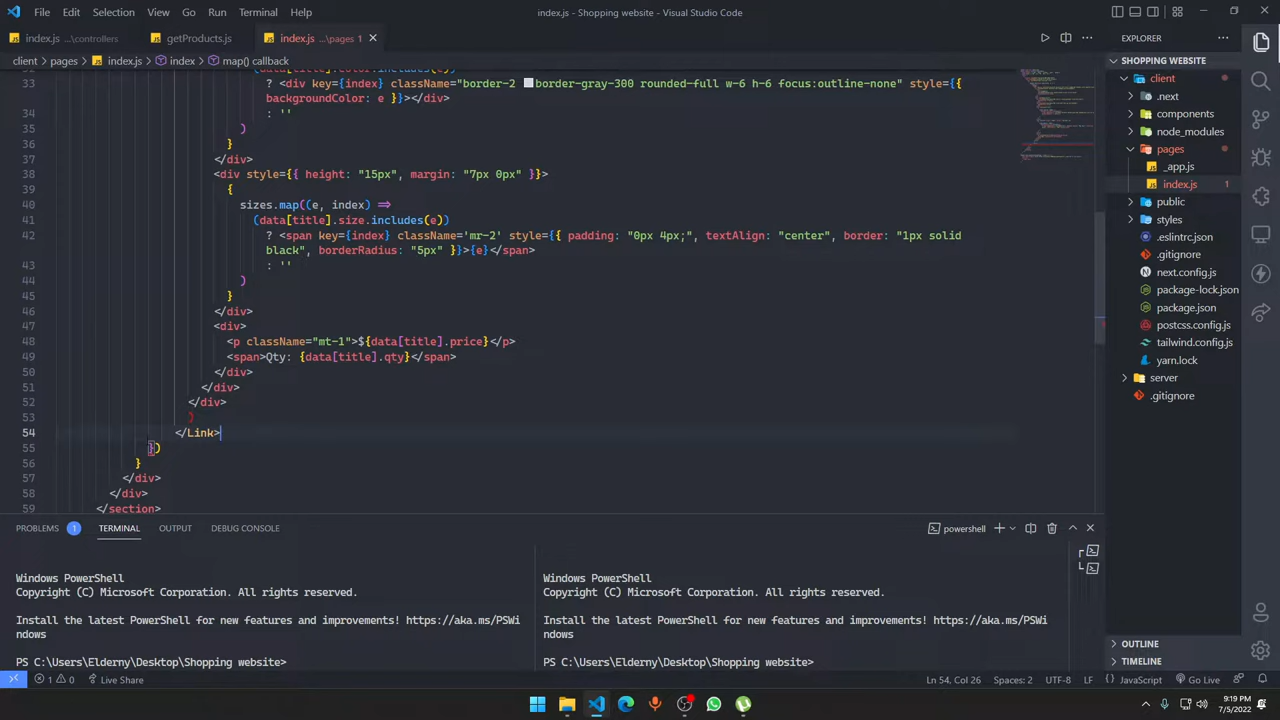 File Edit Selection View Go Run Terminal Help
index.js - Shopping website - Visual Studio Code
index.js ...\controllers
getProducts.js
index.js ...\pages 1
client > pages > index.js > index > map() callback
33 ? <div key={index} className="border-2 border-gray-300 rounded-full w-6 h-6 focus:outline-none" style={{
backgroundColor: e }}></div>
34 : ''
35 )
36 }
37 </div>
38 <div style={{ height: "15px", margin: "7px 0px" }}>
39 {
40 sizes.map((e, index) =>
41 (data[title].size.includes(e))
42 ? <span key={index} className='mr-2' style={{ padding: "0px 4px;", textAlign: "center", border: "1px solid
black", borderRadius: "5px" }}>{e}</span>
43 : ''
44 )
45 }
46 </div>
47 <div>
48 <p className="mt-1">${data[title].price}</p>
49 <span>Qty: {data[title].qty}</span>
50 </div>
51 </div>
52 </div>
53 )
54 </Link>
55 })
56 }
57 </div>
58 </div>
59 </section>
EXPLORER
SHOPPING WEBSITE
client
.next
components
node_modules
pages
_app.js
index.js 1
public
styles
.eslintrc.json
.gitignore
next.config.js
package-lock.json
package.json
postcss.config.js
tailwind.config.js
yarn.lock
server
.gitignore
OUTLINE
TIMELINE
PROBLEMS 1 TERMINAL OUTPUT DEBUG CONSOLE
powershell
Windows PowerShell
Copyright (C) Microsoft Corporation. All rights reserved.
Install the latest PowerShell for new features and improvements! https://aka.ms/PSWi
ndows
PS C:\Users\Elderny\Desktop\Shopping website>
Windows PowerShell
Copyright (C) Microsoft Corporation. All rights reserved.
Install the latest PowerShell for new features and improvements! https://aka.ms/PSWi
ndows
PS C:\Users\Elderny\Desktop\Shopping website>
1 0 Live Share
Ln 54, Col 26 Spaces: 2 UTF-8 LF JavaScript Go Live
9:19 PM
7/5/2022